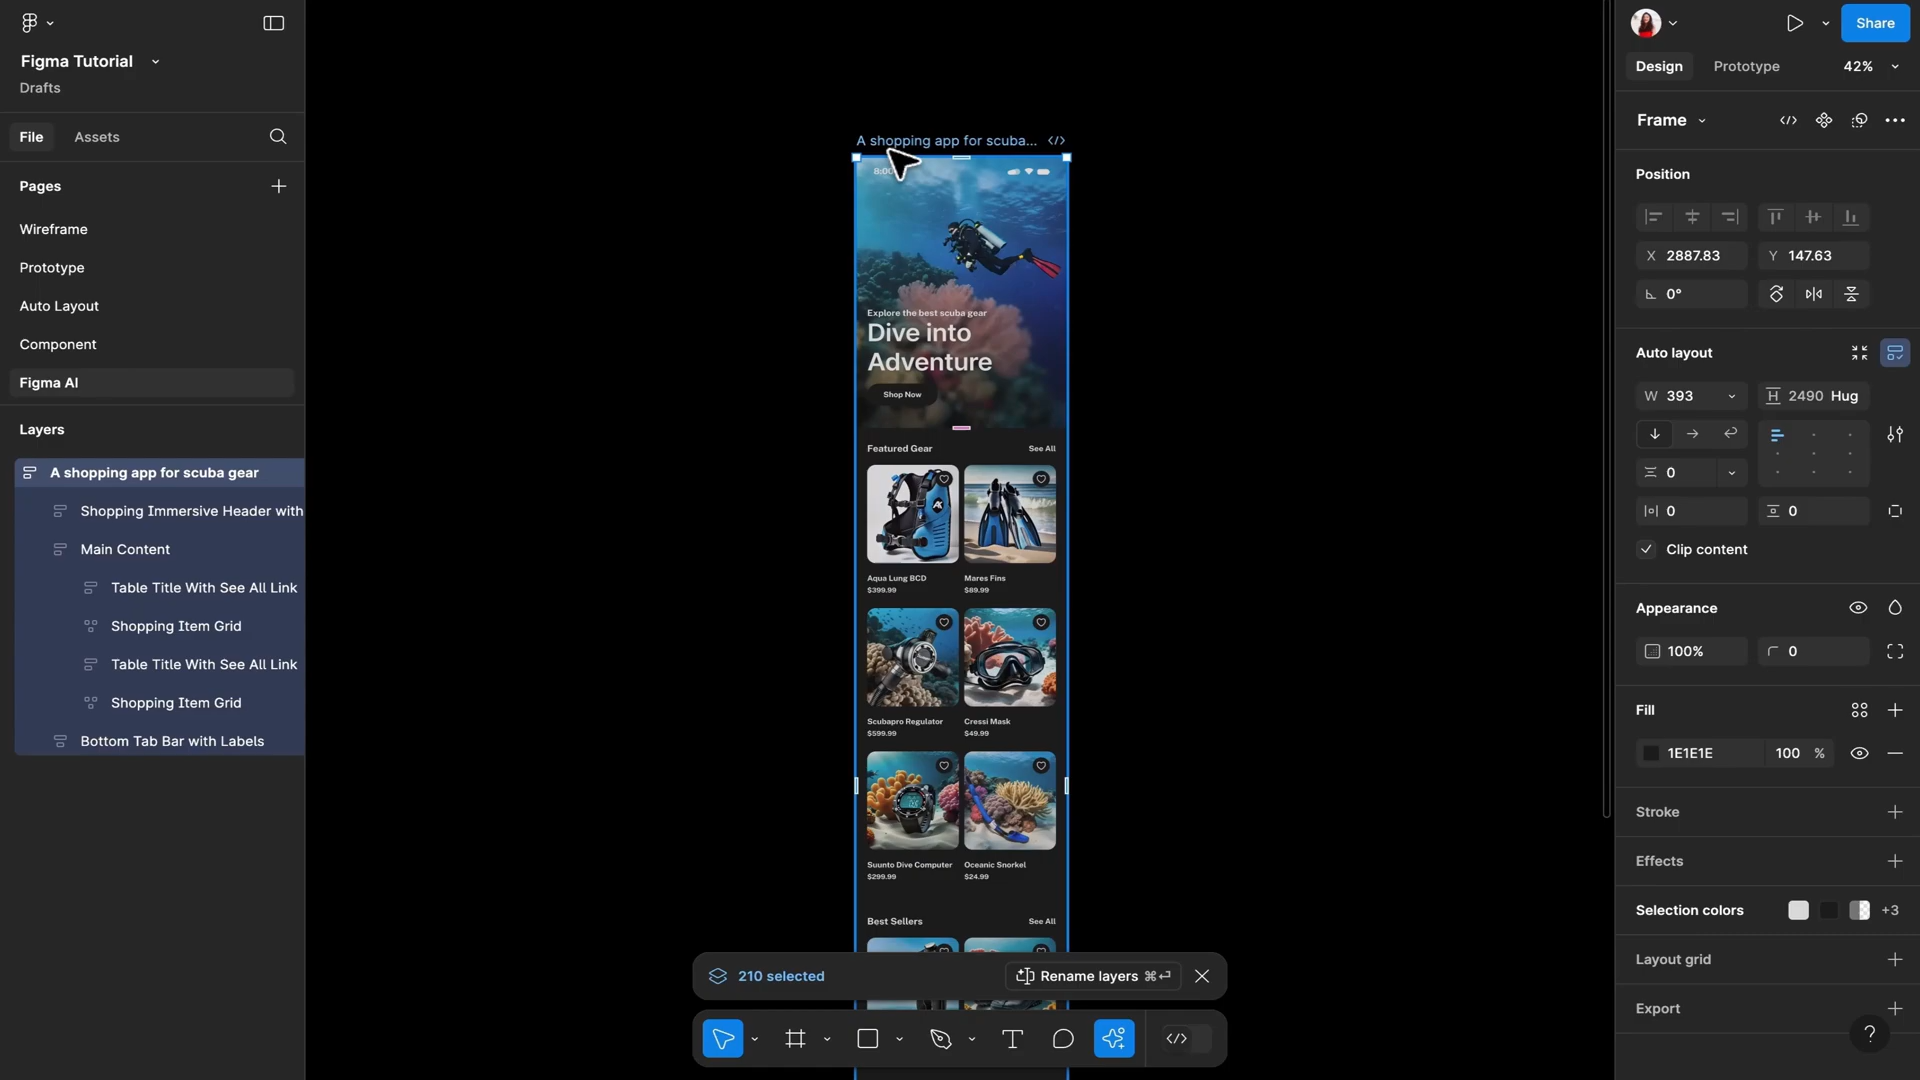 Figma Tutorial
Drafts
File
Assets
Pages
Wireframe
Prototype
Auto Layout
Component
Figma AI
Layers
A shopping app for scuba gear
Shopping Immersive Header with
Main Content
Table Title With See All Link
Shopping Item Grid
Table Title With See All Link
Shopping Item Grid
Bottom Tab Bar with Labels
A shopping app for scuba...
Explore the best scuba gear
Dive into
Adventure
Shop Now
Featured Gear
See All
Aqua Lung BCD
Mares Fins
$399.99
$89.99
Scubapro Regulator
Cressi Mask
$599.99
$49.99
Suunto Dive Computer
Oceanic Snorkel
$299.99
$24.99
Best Sellers
See All
210 selected
Rename layers ⌘⏎
Share
Design
Prototype
42%
Frame
Position
X 2887.83
Y 147.63
0°
Auto layout
W 393
H 2490 Hug
0
0
0
Clip content
Appearance
100%
0
Fill
1E1E1E
100 %
Stroke
Effects
Selection colors
+3
Layout grid
Export
?